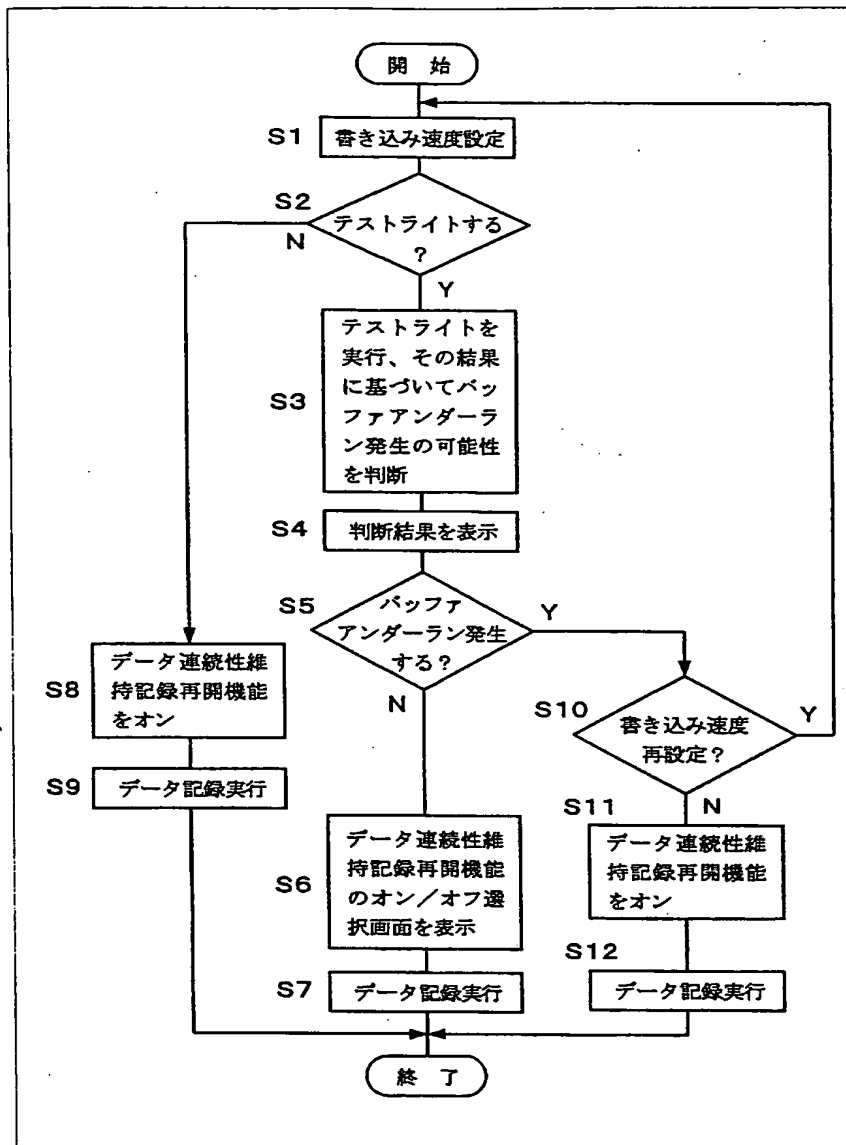 開 始
S1
書き込み速度設定
S2
テストライトする
?
N
Y
S3
テストライトを
実行、その結果
に基づいてバッ
ファアンダーラ
ン発生の可能性
を判断
S4
判断結果を表示
S5
バッファ
アンダーラン発生
する?
Y
N
S8
データ連続性維
持記録再開機能
をオン
S9
データ記録実行
S10
書き込み速度
再設定?
Y
N
S6
データ連続性維
持記録再開機能
のオン/オフ選
択画面を表示
S7
データ記録実行
S11
データ連続性維
持記録再開機能
をオン
S12
データ記録実行
終 了